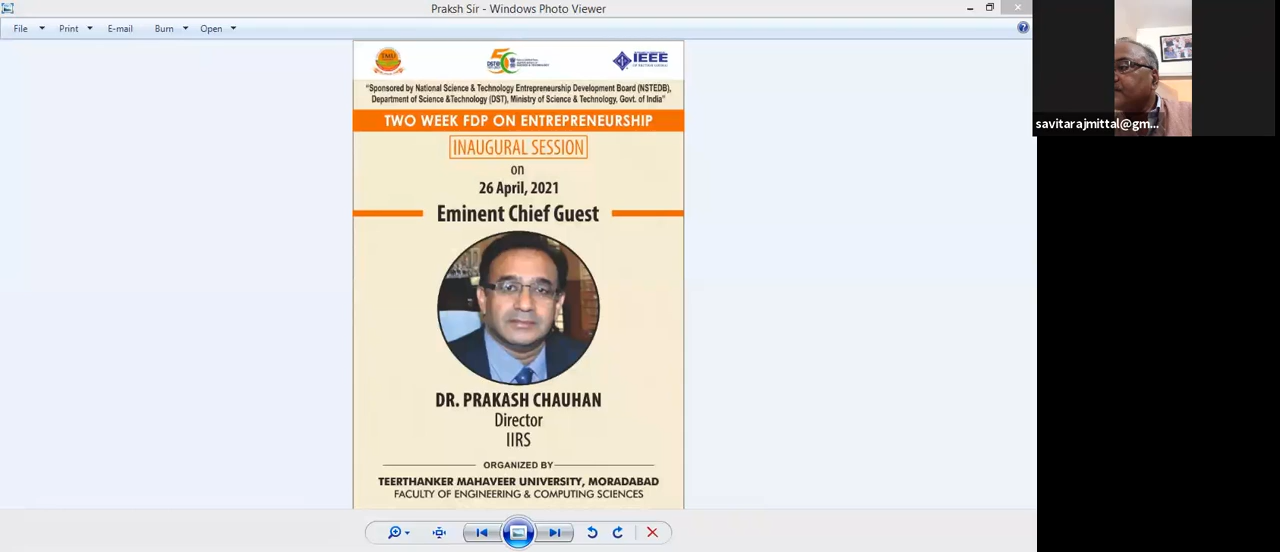 Praksh Sir - Windows Photo Viewer
File Print E-mail Burn Open
TMU
IEEE
"Sponsored by National Science & Technology Entrepreneurship Development Board (NSTEDB),
Department of Science &Technology (DST), Ministry of Science & Technology, Govt. of India"
TWO WEEK FDP ON ENTREPRENEURSHIP
INAUGURAL SESSION
on
26 April, 2021
Eminent Chief Guest
DR. PRAKASH CHAUHAN
Director
IIRS
ORGANIZED BY
TEERTHANKER MAHAVEER UNIVERSITY, MORADABAD
FACULTY OF ENGINEERING & COMPUTING SCIENCES
savitarajmittal@gm...